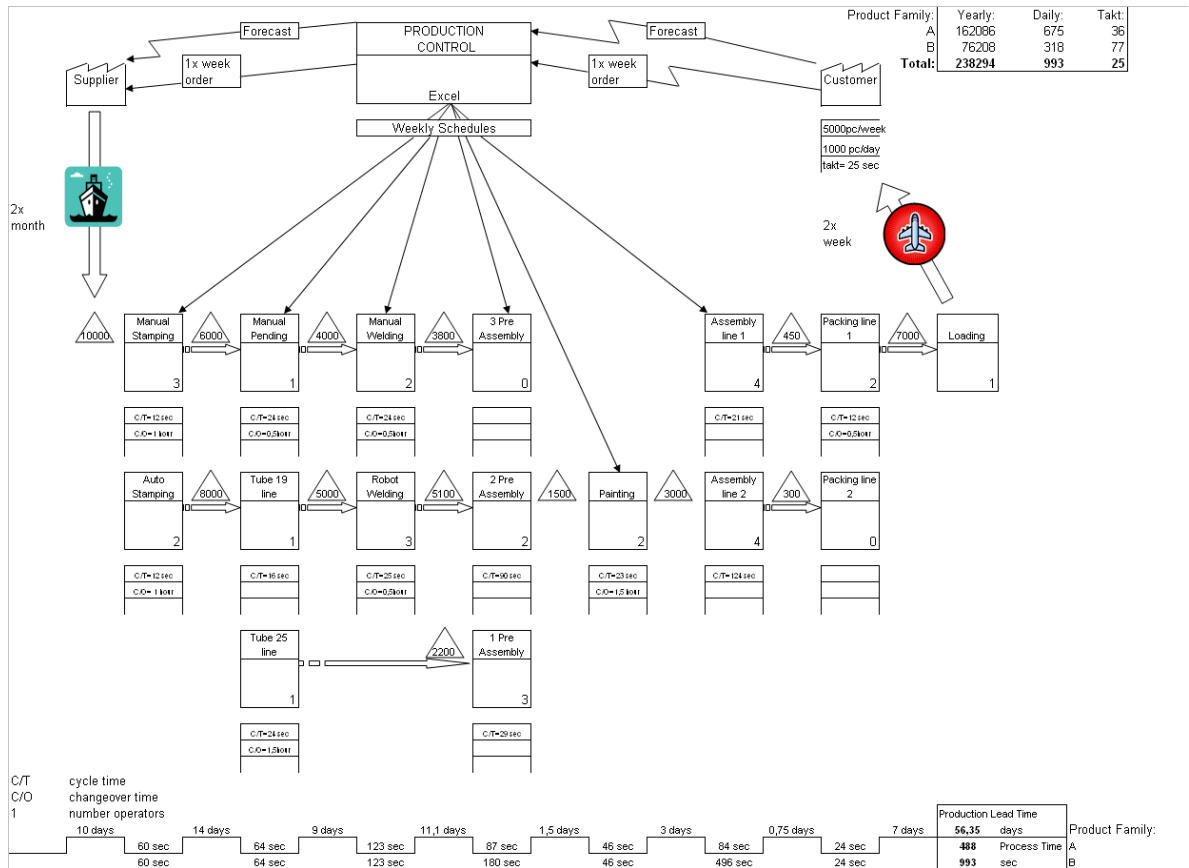 Product Family: Yearly: Daily: Takt:
A 162086 675 36
B 76208 318 77
Total: 238294 993 25
Forecast
PRODUCTION
CONTROL
Forecast
Supplier
1x week
order
Excel
1x week
order
Customer
Weekly Schedules
5000pc/week
1000 pc/day
takt= 25 sec
2x
month
2x
week
10000
Manual
Stamping
3
6000
Manual
Pending
1
4000
Manual
Welding
2
3800
3 Pre
Assembly
0
Assembly
line 1
4
450
Packing line
1
2
7000
Loading
1
C/T=12 sec
C/O=1 hour
C/T=24 sec
C/O=0,5hour
C/T=24 sec
C/O=0,5hour
C/T=21 sec
C/T=12 sec
C/O=0,5hour
Auto
Stamping
2
8000
Tube 19
line
1
5000
Robot
Welding
3
5100
2 Pre
Assembly
2
1500
Painting
2
3000
Assembly
line 2
4
300
Packing line
2
0
C/T=12 sec
C/O= 1 hour
C/T=16 sec
C/T=25sec
C/O=0,5hour
C/T=90 sec
C/T=23 sec
C/O=1,5 hour
C/T=124 sec
Tube 25
line
1
2200
1 Pre
Assembly
3
C/T=24 sec
C/O=1,5hour
C/T=29 sec
C/T cycle time
C/O changeover time
1 number operators
Production Lead Time
10 days 14 days 9 days 11,1 days 1,5 days 3 days 0,75 days 7 days 56,35 days Product Family:
60 sec 64 sec 123 sec 87 sec 46 sec 84 sec 24 sec 488 Process Time A
60 sec 64 sec 123 sec 180 sec 46 sec 496 sec 24 sec 993 sec B